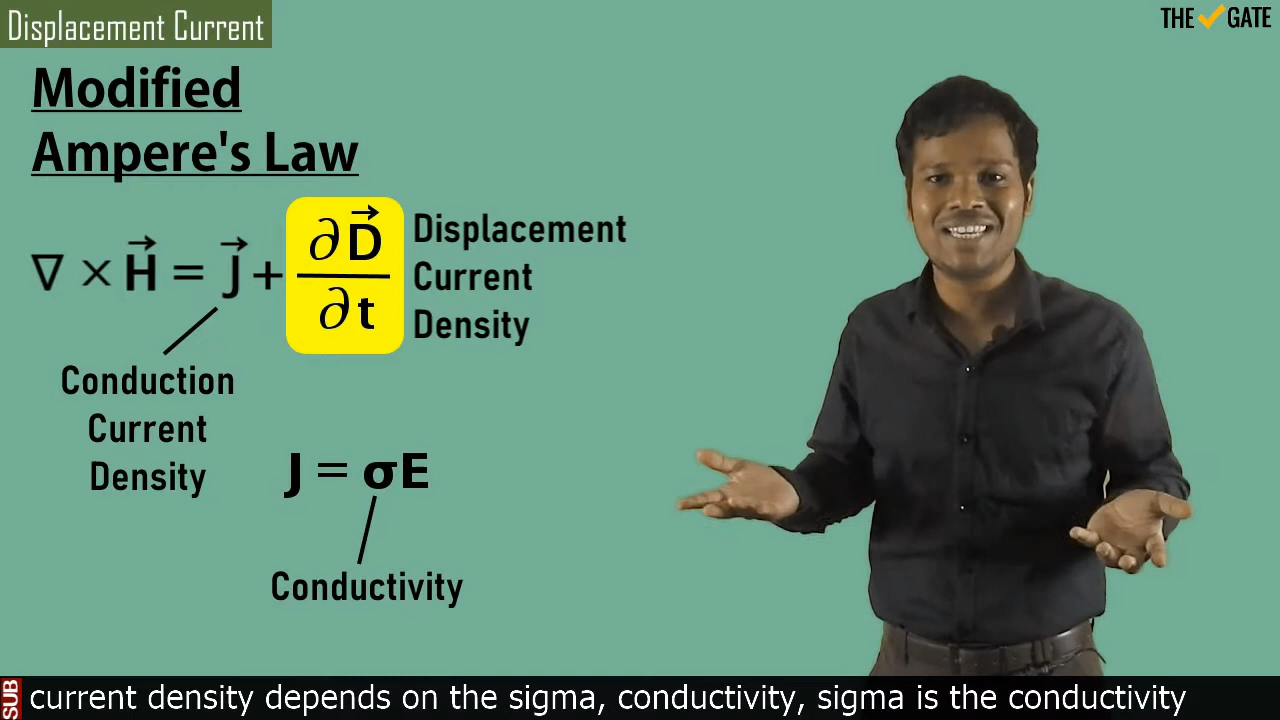 Displacement Current
THE GATE
Modified
Ampere's Law
∇ × H⃗ = J⃗ + ∂D⃗/∂t
Displacement
Current
Density
Conduction
Current
Density
J = σE
Conductivity
SUB
current density depends on the sigma, conductivity, sigma is the conductivity